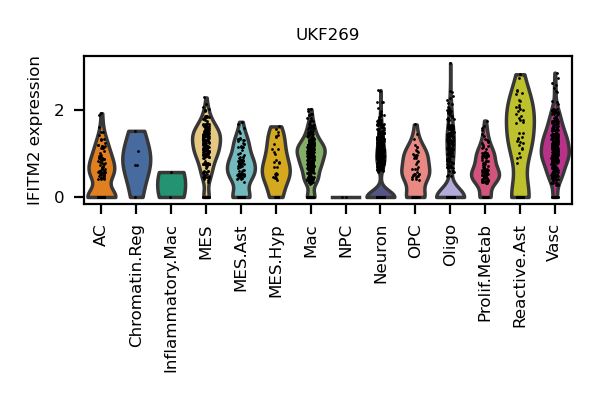 UKF269
IFITM2 expression
2
0
AC
Chromatin.Reg
Inflammatory.Mac
MES
MES.Ast
MES.Hyp
Mac
NPC
Neuron
OPC
Oligo
Prolif.Metab
Reactive.Ast
Vasc